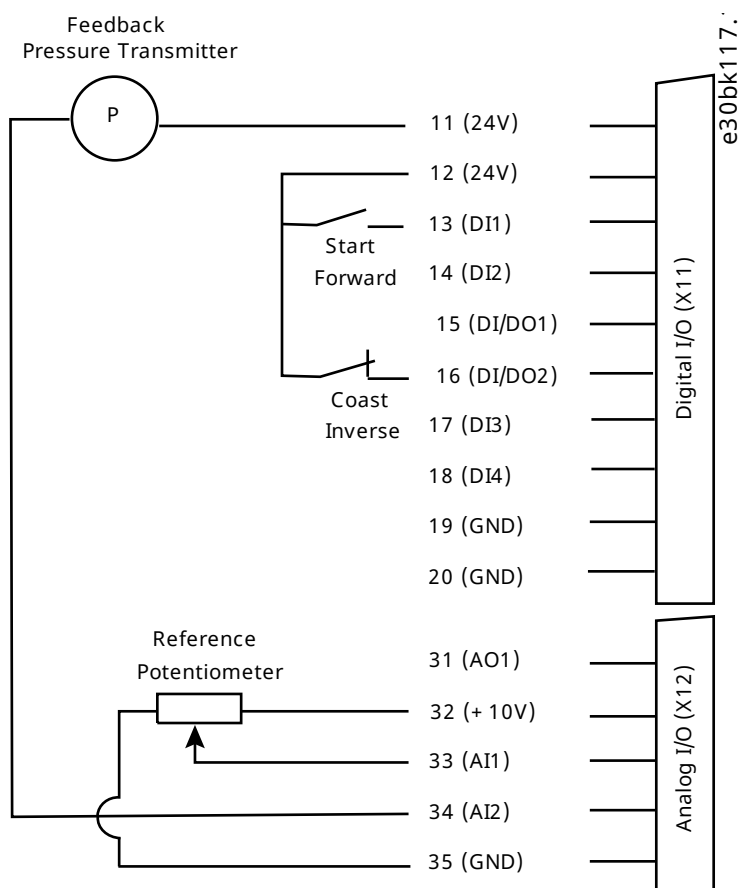 Feedback
Pressure Transmitter
P
11 (24V)
12 (24V)
13 (DI1)
Start
Forward
14 (DI2)
15 (DI/DO1)
16 (DI/DO2)
Coast
Inverse
17 (DI3)
18 (DI4)
19 (GND)
20 (GND)
Digital I/O (X11)
e30bk117.
Reference
Potentiometer
31 (AO1)
32 (+ 10V)
33 (AI1)
34 (AI2)
35 (GND)
Analog I/O (X12)